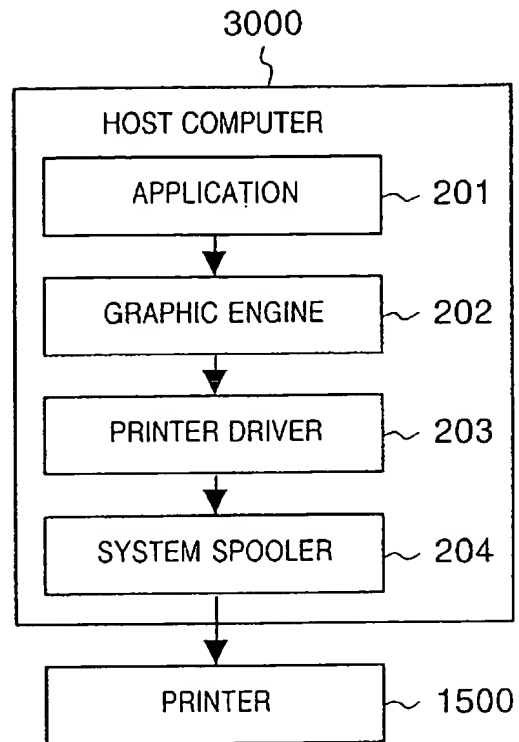 3000
HOST COMPUTER
APPLICATION 201
GRAPHIC ENGINE 202
PRINTER DRIVER 203
SYSTEM SPOOLER 204
PRINTER 1500